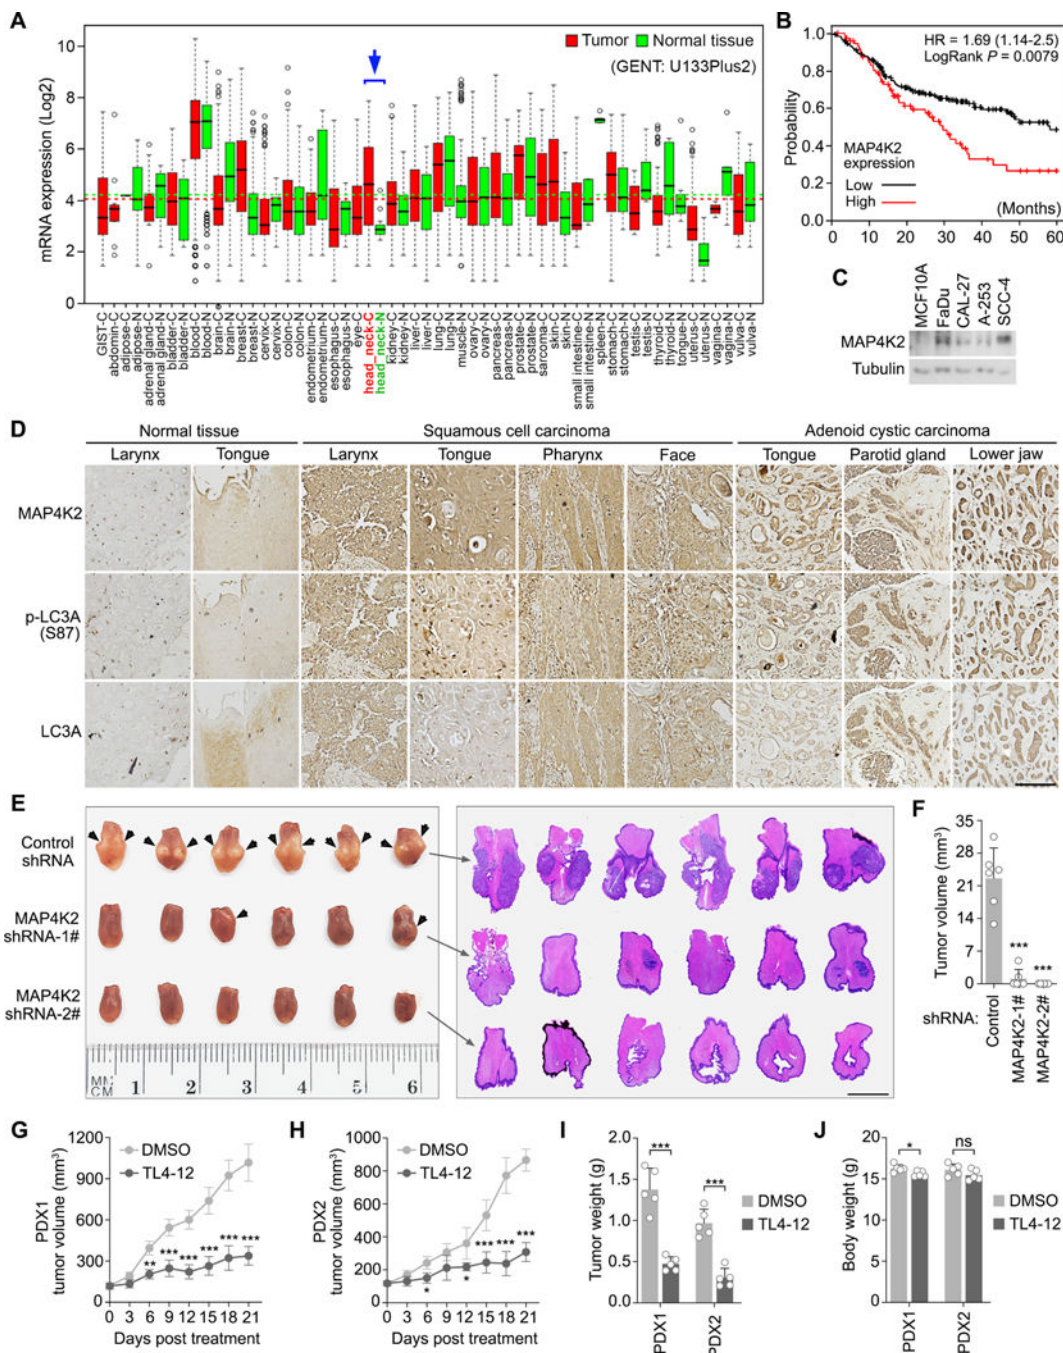 A
mRNA expression (Log2)
10
8
6
4
2
0
Tumor
Normal tissue
(GENT: U133Plus2)
GIST-C
abdomen-C
adipose-N
adipose-N
adrenal gland-C
adrenal gland-N
bladder-C
bladder-N
blood-C
blood-N
brain-C
brain-N
breast-C
breast-N
cervix-C
cervix-N
colon-C
colon-N
endometrium-C
endometrium-N
esophagus-C
esophagus-N
eye-C
head_neck-C
head_neck-N
kidney-C
kidney-N
liver-C
liver-N
lung-C
lung-N
muscle-N
ovary-C
ovary-N
pancreas-C
pancreas-N
prostate-C
prostate-N
sarcoma-C
skin-C
skin-N
small intestine-C
small intestine-N
spleen-N
stomach-C
stomach-N
testis-C
testis-N
thyroid-C
thyroid-N
tongue-N
uterus-C
uterus-N
vagina-C
vagina-N
vulva-C
vulva-N
B
HR = 1.69 (1.14-2.5)
LogRank P = 0.0079
Probability
1.0
0.8
0.6
0.4
0.2
0.0
MAP4K2
expression
Low
High
(Months)
0 10 20 30 40 50 60
C
MCF10A
FaDu
CAL-27
A-253
SCC-4
MAP4K2
Tubulin
D
Normal tissue Squamous cell carcinoma Adenoid cystic carcinoma
Larynx Tongue Larynx Tongue Pharynx Face Tongue Parotid gland Lower jaw
MAP4K2
p-LC3A
(S87)
LC3A
E
Control
shRNA
MAP4K2
shRNA-1#
MAP4K2
shRNA-2#
MM
CM 1 2 3 4 5 6
F
Tumor volume (mm³)
35
28
21
14
7
0
*** ***
shRNA:
Control
MAP4K2-1#
MAP4K2-2#
G
PDX1
tumor volume (mm³)
1200
900
600
300
0
DMSO
TL4-12
** *** *** *** *** ***
0 3 6 9 12 15 18 21
Days post treatment
H
PDX2
tumor volume (mm³)
2000
1000
800
600
400
200
0
DMSO
TL4-12
* * *** *** ***
0 3 6 9 12 15 18 21
Days post treatment
I
Tumor weight (g)
2.0
1.5
1.0
0.5
0.0
*** ***
DMSO
TL4-12
PDX1
PDX2
J
Body weight (g)
20
15
10
5
0
* ns
DMSO
TL4-12
PDX1
PDX2